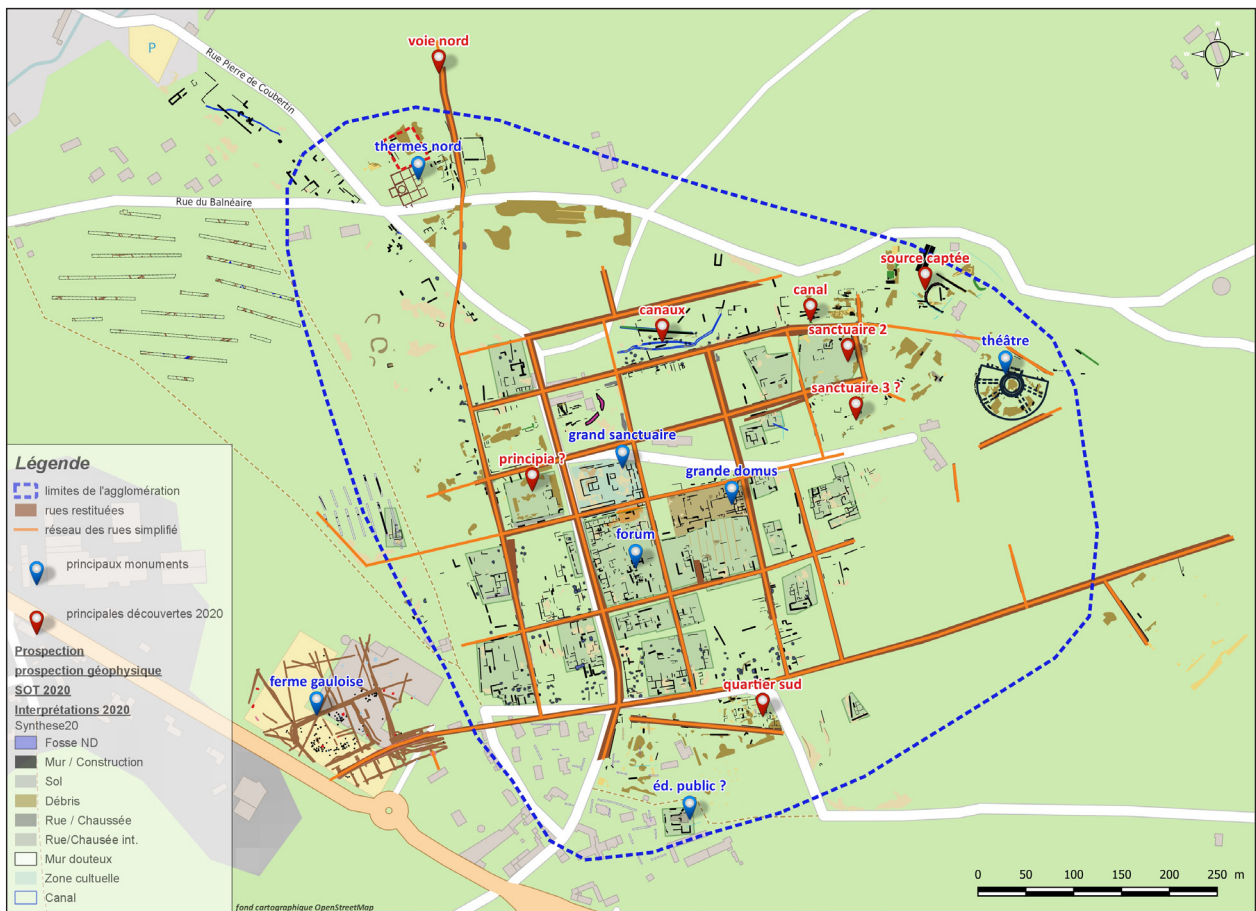 voie nord
P
Rue Pierre de Coubertin
thermes nord
Rue du Balnéaire
source captée
canal
canaux
sanctuaire 2
théâtre
sanctuaire 3 ?
grand sanctuaire
principia ?
grande domus
forum
ferme gauloise
quartier sud
éd. public ?
Légende
limites de l'agglomération
rues restituées
réseau des rues simplifié
principaux monuments
principales découvertes 2020
Prospection
prospection géophysique
SOT 2020
Interprétations 2020
Synthese20
Fosse ND
Mur / Construction
Sol
Débris
Rue / Chaussée
Rue/Chausée int.
Mur douteux
Zone cultuelle
Canal
fond cartographique OpenStreetMap
0 50 100 150 200 250 m